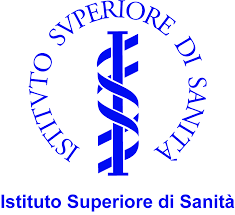 ISTITVTO SVPERIORE DI SANITÀ
Istituto Superiore di Sanità